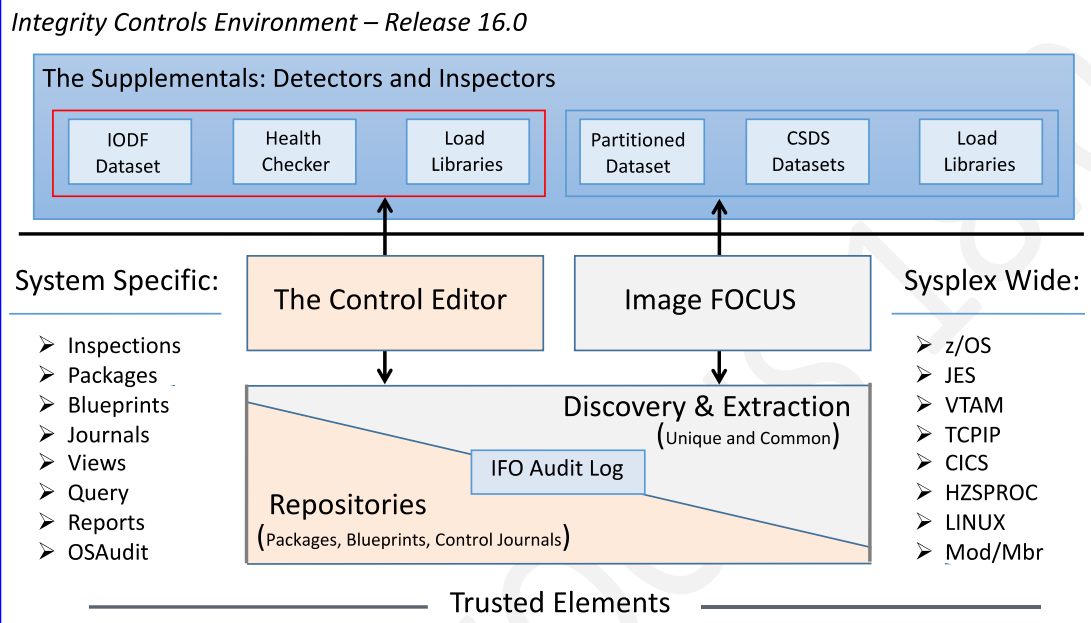 Integrity Controls Environment – Release 16.0
The Supplementals: Detectors and Inspectors
IODF
Dataset
Health
Checker
Load
Libraries
Partitioned
Dataset
CSDS
Datasets
Load
Libraries
System Specific:
Inspections
Packages
Blueprints
Journals
Views
Query
Reports
OSAudit
The Control Editor
Image FOCUS
Discovery & Extraction
(Unique and Common)
IFO Audit Log
Repositories
(Packages, Blueprints, Control Journals)
Sysplex Wide:
z/OS
JES
VTAM
TCPIP
CICS
HZSPROC
LINUX
Mod/Mbr
Trusted Elements